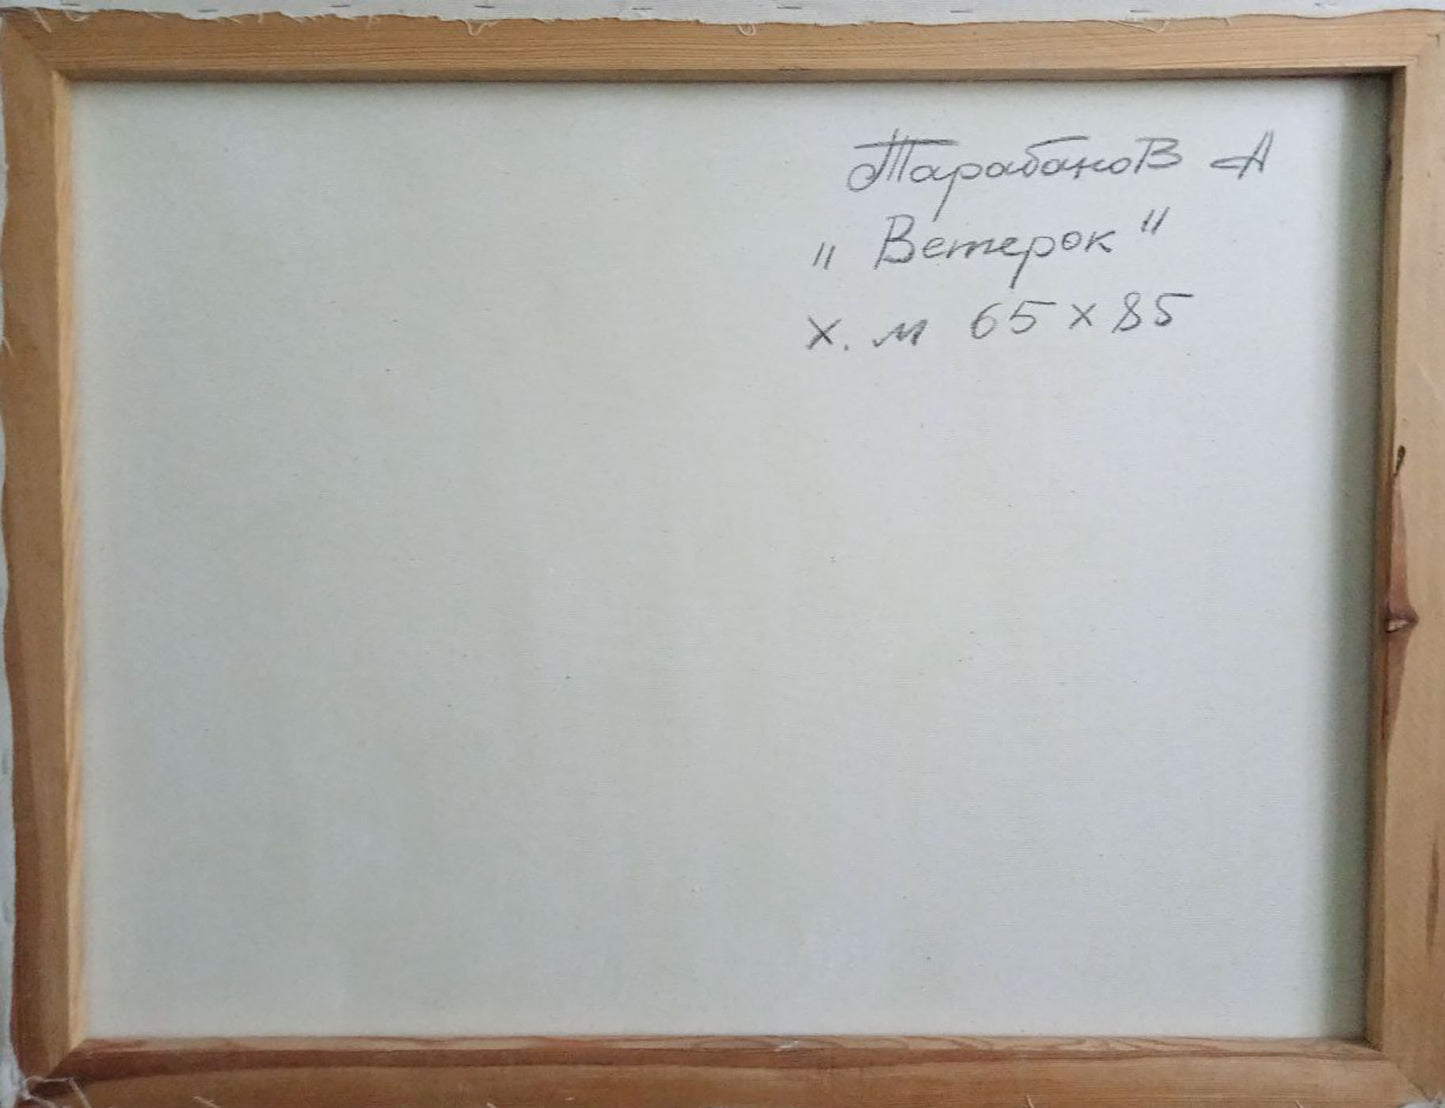 Тарабанов А
"Ветерок"
х. м 65 х 85